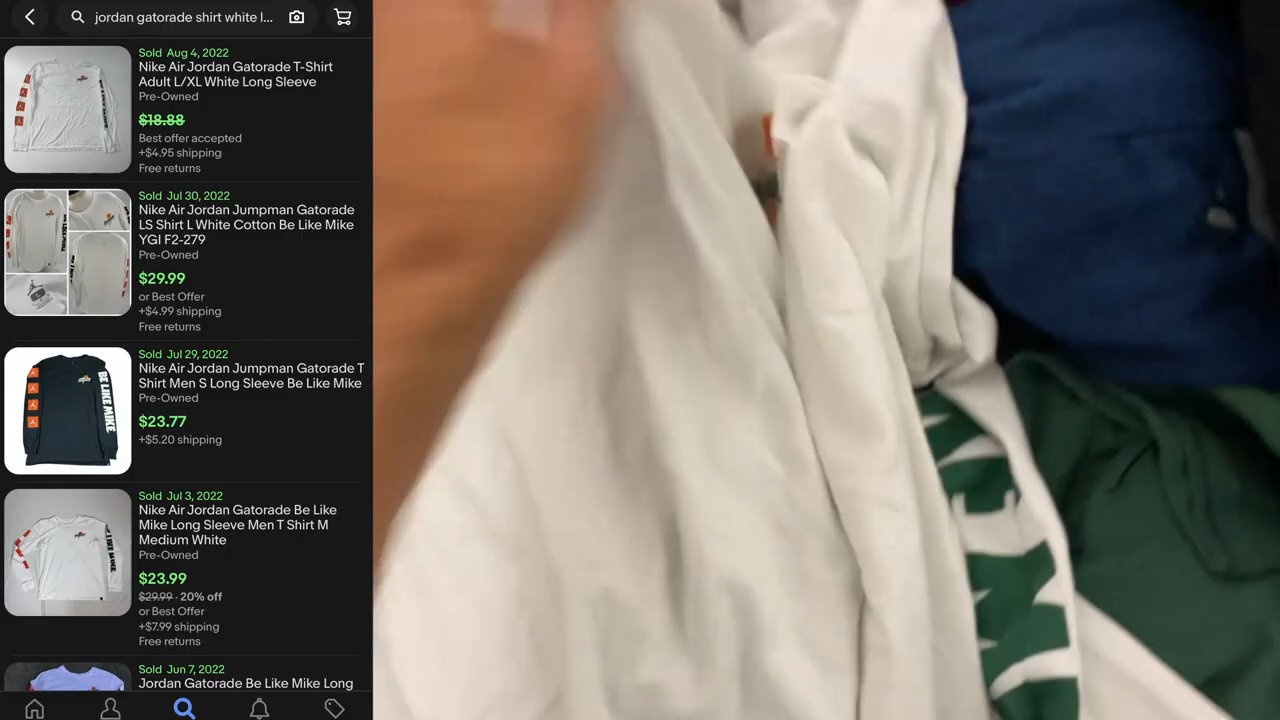 jordan gatorade shirt white l...
Sold Aug 4, 2022
Nike Air Jordan Gatorade T-Shirt
Adult L/XL White Long Sleeve
Pre-Owned
$18.88
Best offer accepted
+$4.95 shipping
Free returns
Sold Jul 30, 2022
Nike Air Jordan Jumpman Gatorade
LS Shirt L White Cotton Be Like Mike
YGI F2-279
Pre-Owned
$29.99
or Best Offer
+$4.99 shipping
Free returns
Sold Jul 29, 2022
Nike Air Jordan Jumpman Gatorade T
Shirt Men S Long Sleeve Be Like Mike
Pre-Owned
$23.77
+$5.20 shipping
BE LIKE MIKE
Sold Jul 3, 2022
Nike Air Jordan Gatorade Be Like
Mike Long Sleeve Men T Shirt M
Medium White
Pre-Owned
$23.99
$29.99 · 20% off
or Best Offer
+$7.99 shipping
Free returns
BE LIKE MIKE
Sold Jun 7, 2022
Jordan Gatorade Be Like Mike Long